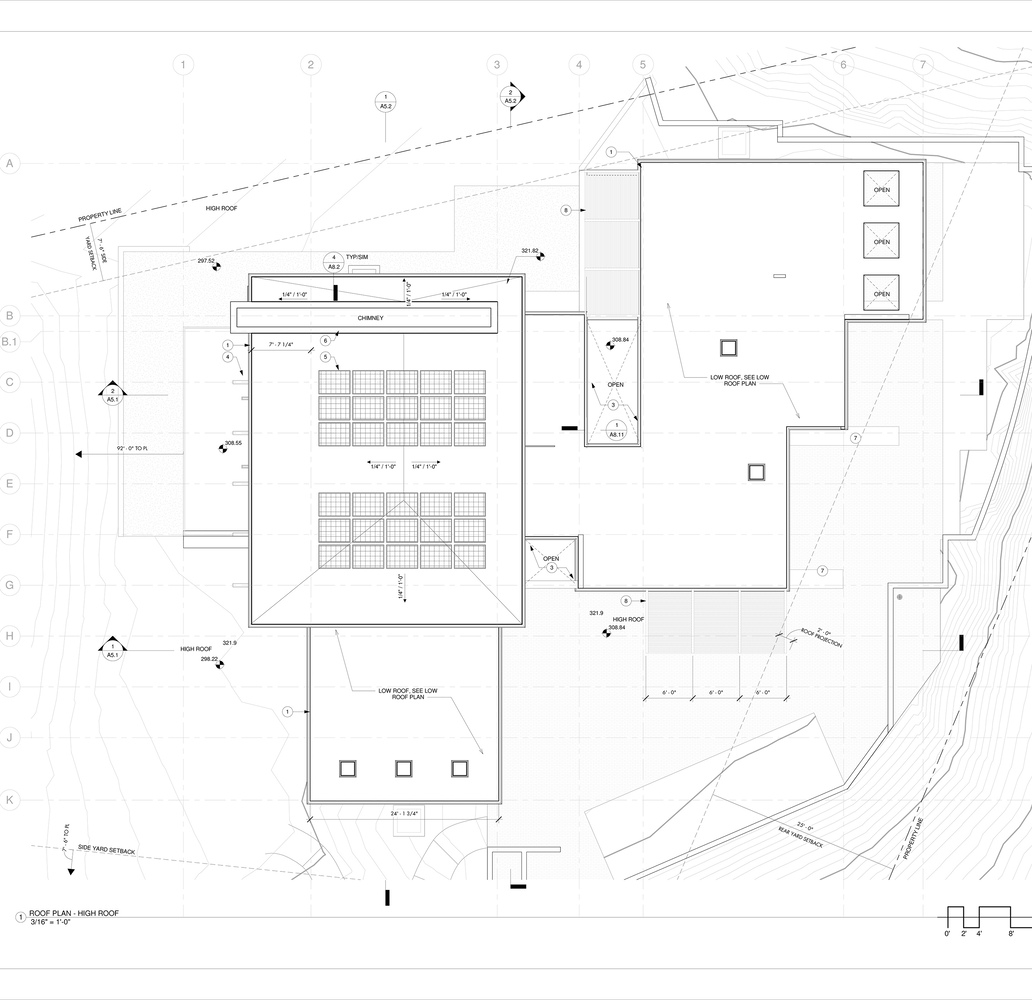 1
2
3
4
5
6
7
1
A5.2
2
A5.2
A
1
PROPERTY LINE
HIGH ROOF
8
OPEN
7'- 6" SIDE
YARD SETBACK
297.52
4
A8.2
TYP/SIM
321.82
OPEN
1/4" / 1'-0"
1/4" / 1'-0"
1/4" / 1'-0"
OPEN
B
CHIMNEY
B.1
1
7'- 7 1/4"
6
308.84
4
5
C
LOW ROOF, SEE LOW
ROOF PLAN
OPEN
2
A5.1
3
D
1
A8.11
7
308.55
92'- 0" TO PL
1/4" / 1'-0"
1/4" / 1'-0"
E
F
OPEN
3
7
G
1/4" / 1'-0"
8
321.9
HIGH ROOF
308.84
H
2'- 0"
ROOF PROJECTION
321.9
1
A5.1
HIGH ROOF
298.22
I
LOW ROOF, SEE LOW
ROOF PLAN
6'- 0"
6'- 0"
6'- 0"
1
J
K
24'- 1 3/4"
25'- 0"
REAR YARD SETBACK
PROPERTY LINE
7'- 6" TO PL
SIDE YARD SETBACK
1
ROOF PLAN - HIGH ROOF
3/16" = 1'-0"
0'
2'
4'
8'